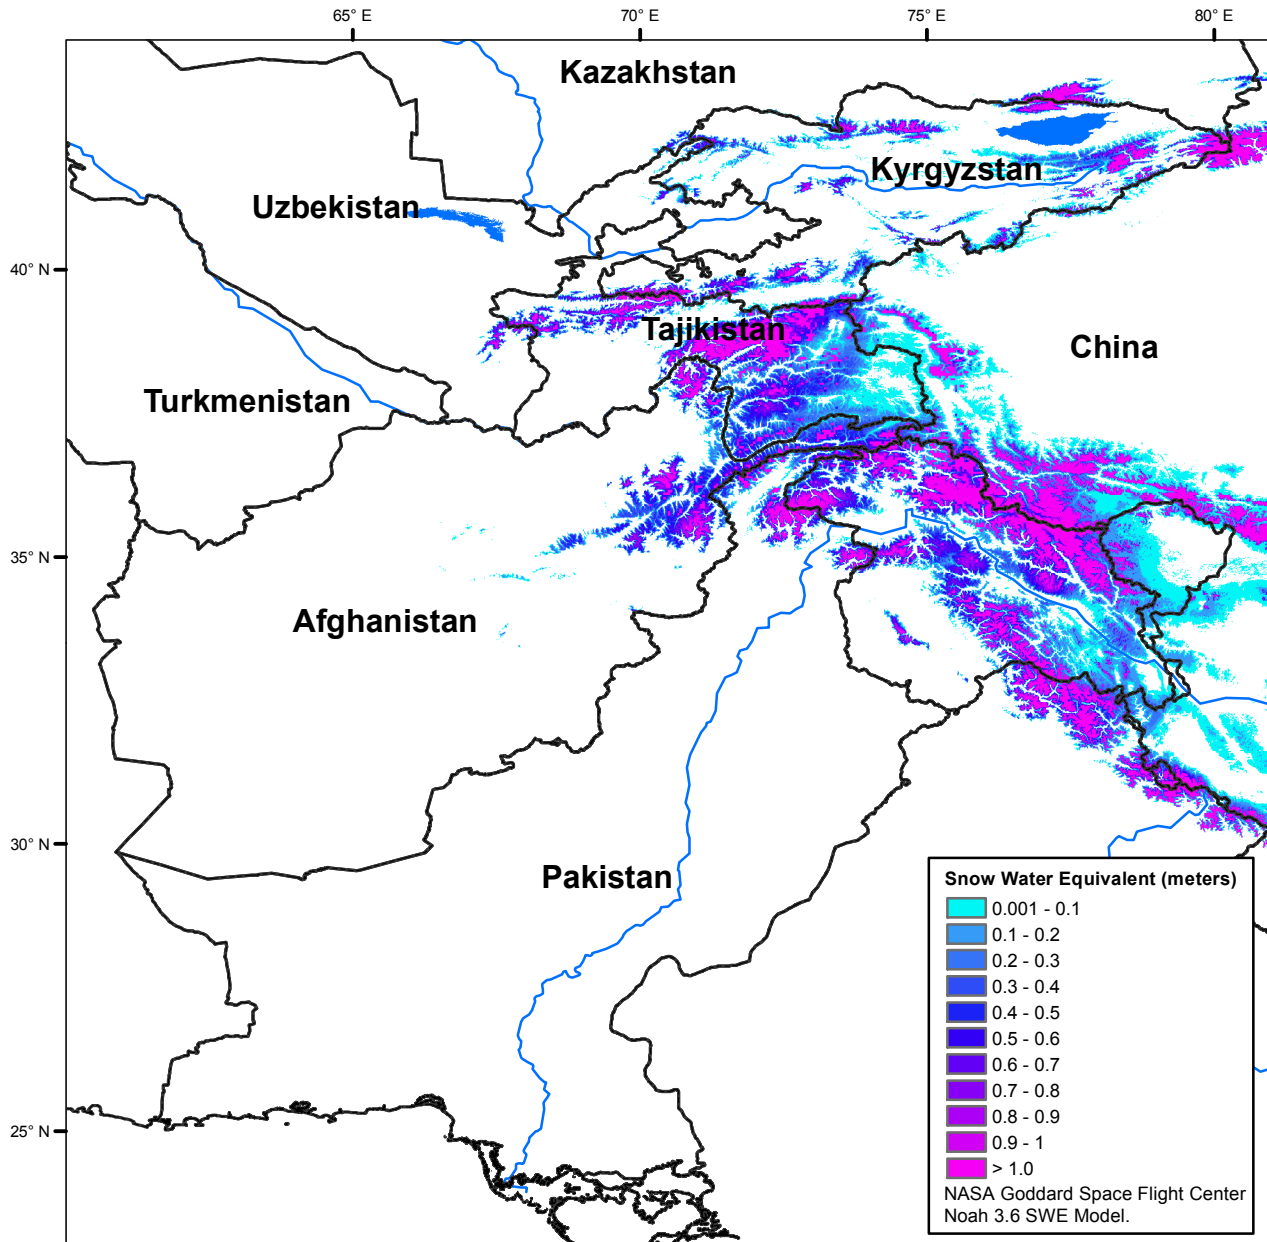 65° E
70° E
75° E
80° E
Kazakhstan
Kyrgyzstan
Uzbekistan
40° N
Tajikistan
China
Turkmenistan
35° N
Afghanistan
30° N
Pakistan
25° N
Snow Water Equivalent (meters)
0.001 - 0.1
0.1 - 0.2
0.2 - 0.3
0.3 - 0.4
0.4 - 0.5
0.5 - 0.6
0.6 - 0.7
0.7 - 0.8
0.8 - 0.9
0.9 - 1
> 1.0
NASA Goddard Space Flight Center
Noah 3.6 SWE Model.